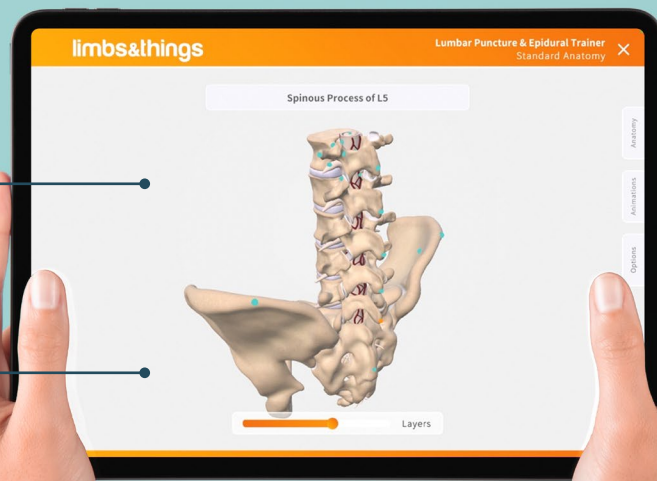 limbs&things
Lumbar Puncture & Epidural Trainer
Standard Anatomy
Spinous Process of L5
Anatomy
Animations
Options
Layers